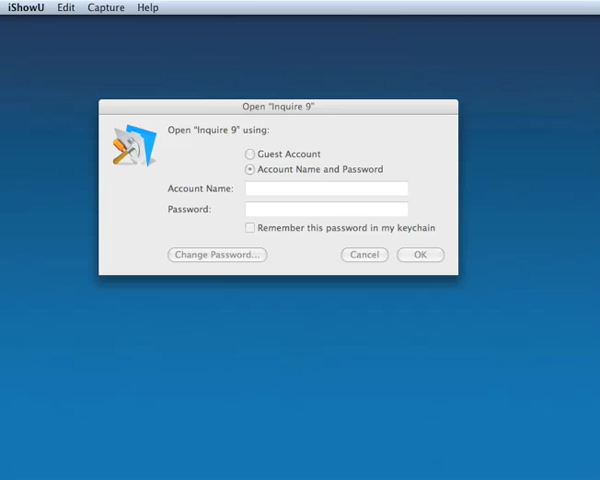 iShowU Edit Capture Help
Open "Inquire 9"
Open "Inquire 9" using:
Guest Account
Account Name and Password
Account Name:
Password:
Remember this password in my keychain
Change Password... Cancel OK